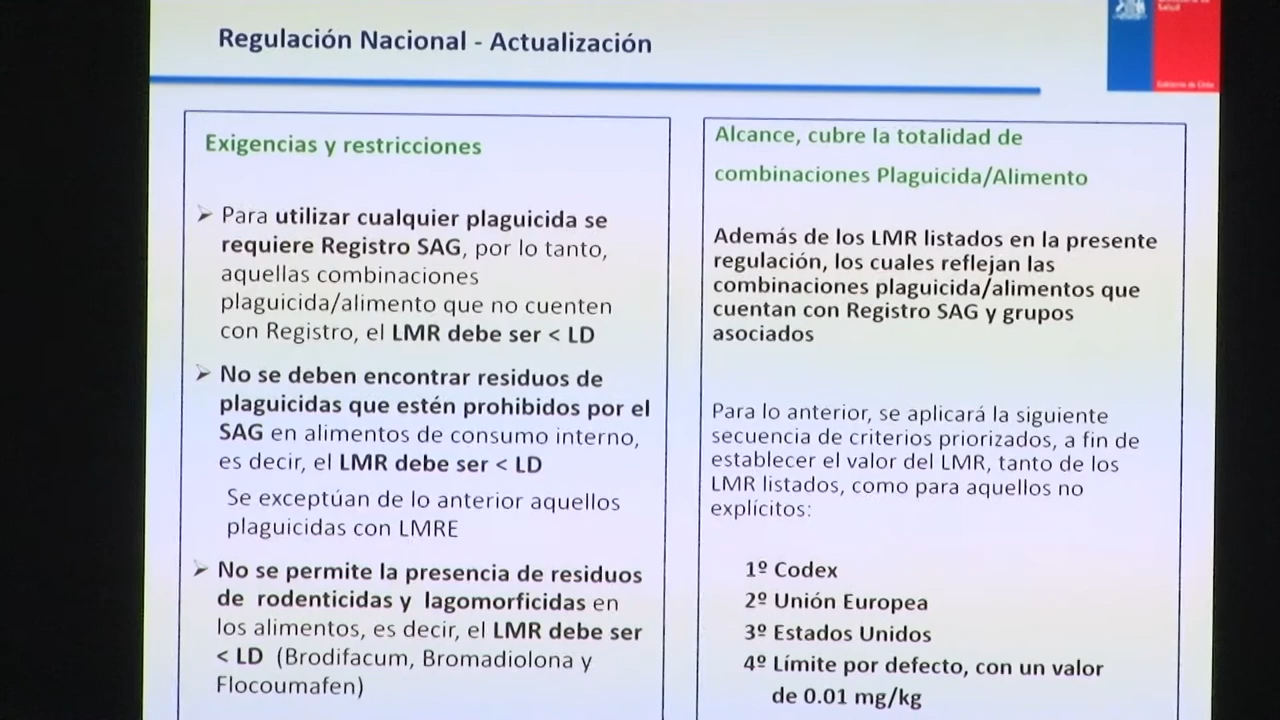 Regulación Nacional - Actualización
Salud
Gobierno de Chile
Exigencias y restricciones
➢ Para utilizar cualquier plaguicida se
requiere Registro SAG, por lo tanto,
aquellas combinaciones
plaguicida/alimento que no cuenten
con Registro, el LMR debe ser < LD
➢ No se deben encontrar residuos de
plaguicidas que estén prohibidos por el
SAG en alimentos de consumo interno,
es decir, el LMR debe ser < LD
Se exceptúan de lo anterior aquellos
plaguicidas con LMRE
➢ No se permite la presencia de residuos
de rodenticidas y lagomorficidas en
los alimentos, es decir, el LMR debe ser
< LD (Brodifacum, Bromadiolona y
Flocoumafen)
Alcance, cubre la totalidad de
combinaciones Plaguicida/Alimento
Además de los LMR listados en la presente
regulación, los cuales reflejan las
combinaciones plaguicida/alimentos que
cuentan con Registro SAG y grupos
asociados
Para lo anterior, se aplicará la siguiente
secuencia de criterios priorizados, a fin de
establecer el valor del LMR, tanto de los
LMR listados, como para aquellos no
explícitos:
1º Codex
2º Unión Europea
3º Estados Unidos
4º Límite por defecto, con un valor
de 0.01 mg/kg